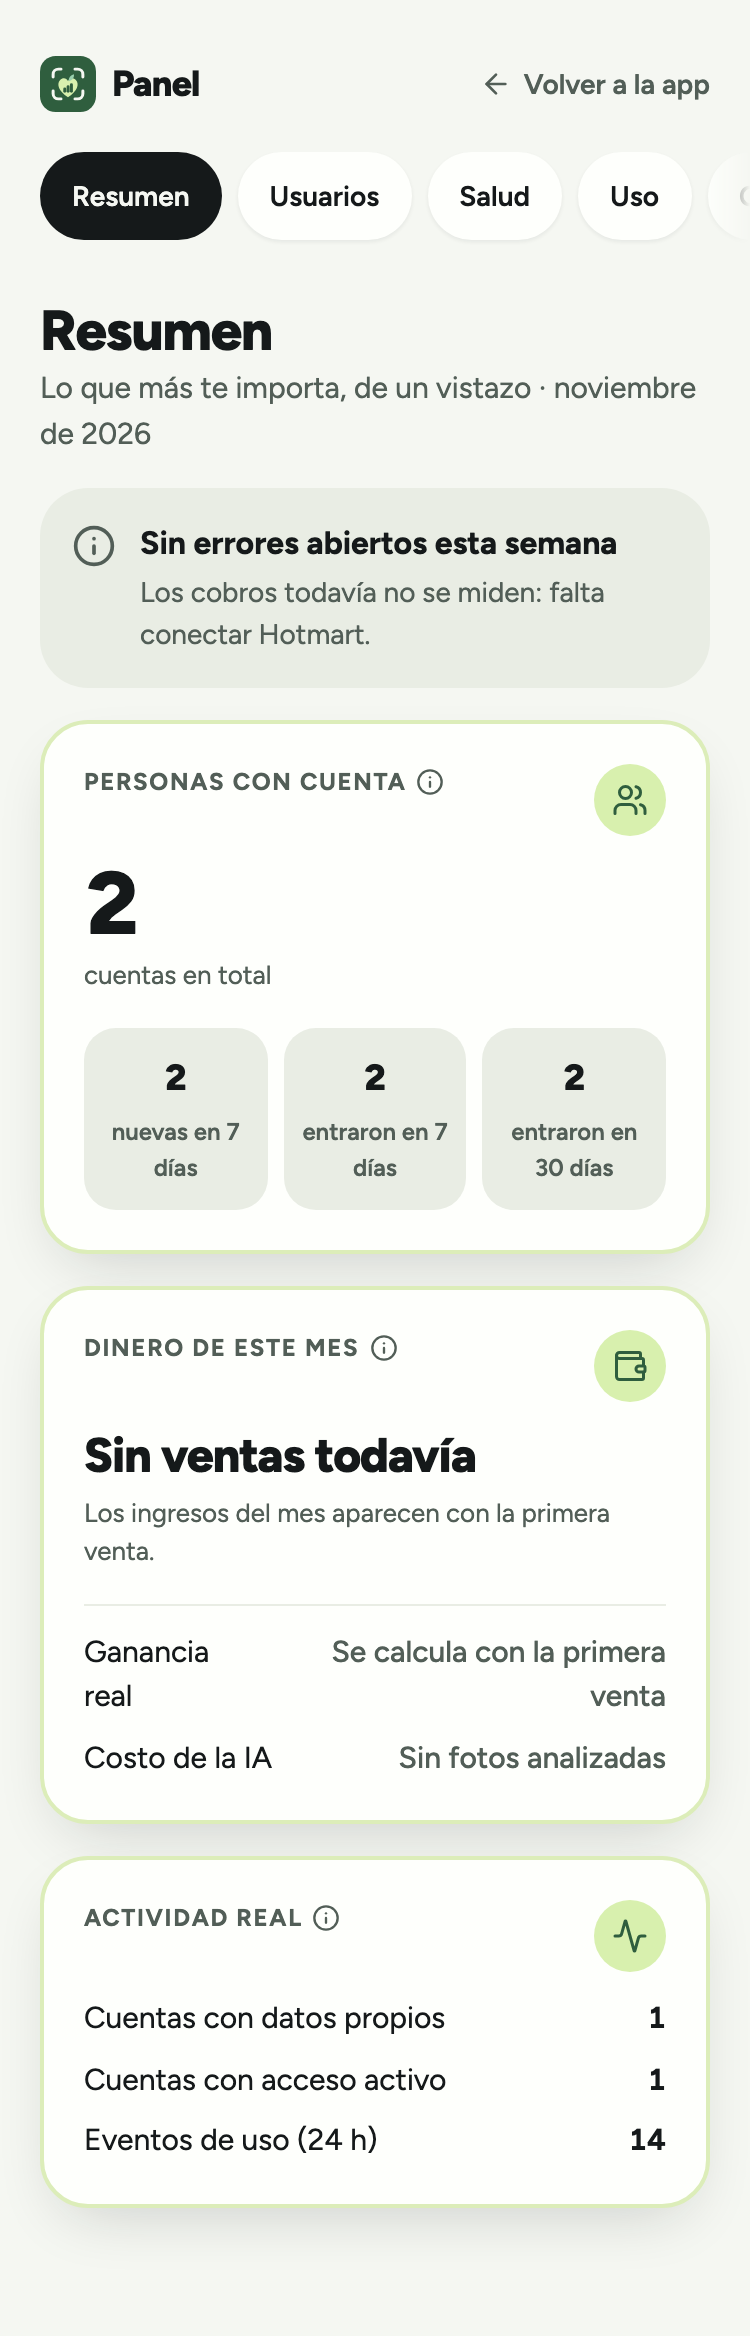 Panel
Volver a la app
Resumen
Usuarios
Salud
Uso
Resumen
Lo que más te importa, de un vistazo · noviembre
de 2026
Sin errores abiertos esta semana
Los cobros todavía no se miden: falta
conectar Hotmart.
PERSONAS CON CUENTA
2
cuentas en total
2
nuevas en 7
días
2
entraron en 7
días
2
entraron en
30 días
DINERO DE ESTE MES
Sin ventas todavía
Los ingresos del mes aparecen con la primera
venta.
Ganancia
real
Se calcula con la primera
venta
Costo de la IA
Sin fotos analizadas
ACTIVIDAD REAL
Cuentas con datos propios
1
Cuentas con acceso activo
1
Eventos de uso (24 h)
14